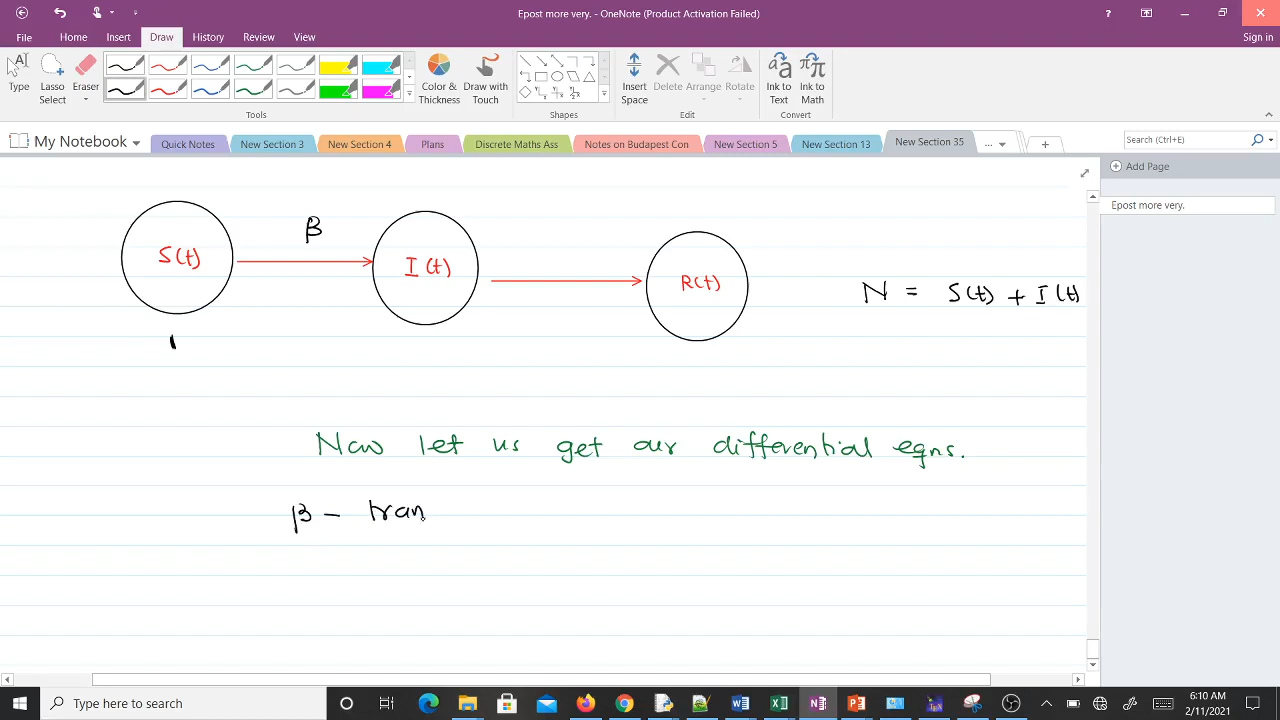 Epost more very. - OneNote (Product Activation Failed)
File Home Insert Draw History Review View Sign in
Type Lasso Select Eraser Color & Thickness Draw with Touch Insert Space Delete Arrange Rotate Ink to Text Ink to Math
Tools Shapes Edit Convert
My Notebook Quick Notes New Section 3 New Section 4 Plans Discrete Maths Ass Notes on Budapest Con New Section 5 New Section 13 New Section 35 ... + Search (Ctrl+E)
Add Page
Epost more very.
β
S(t) I(t) R(t) N = S(t) + I(t)
Now let us get our differential eqns.
β - tran
Type here to search
6:10 AM
2/11/2021